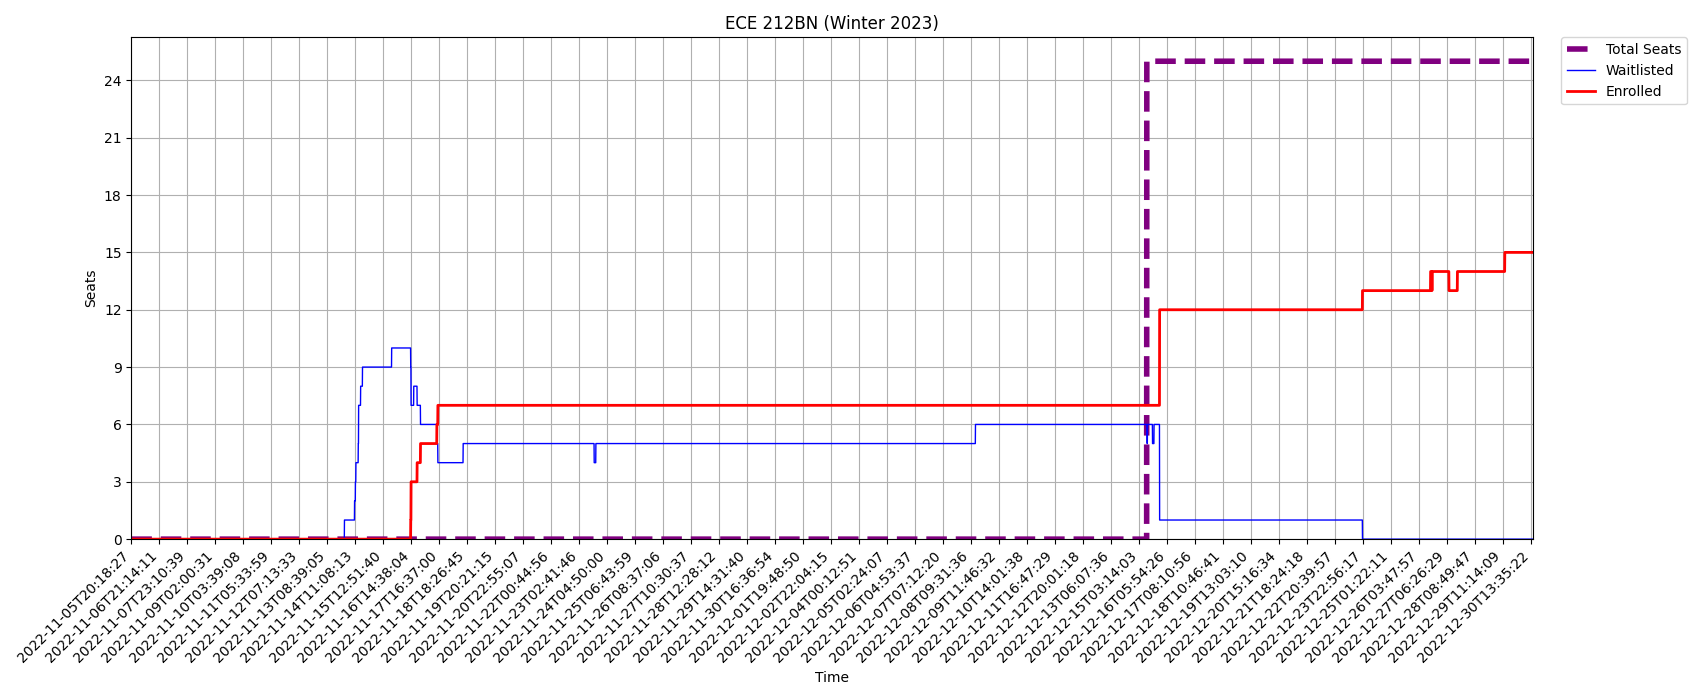 ECE 212BN (Winter 2023)
Total Seats
Waitlisted
Enrolled
Seats
24
21
18
15
12
9
6
3
0
2022-11-05T20:18:27
2022-11-06T21:14:11
2022-11-07T23:10:39
2022-11-09T02:00:31
2022-11-10T03:39:08
2022-11-11T05:33:59
2022-11-12T07:13:33
2022-11-13T08:39:05
2022-11-14T11:08:13
2022-11-15T12:51:40
2022-11-16T14:38:04
2022-11-17T16:37:00
2022-11-18T18:26:45
2022-11-19T20:21:15
2022-11-20T22:55:07
2022-11-22T00:44:56
2022-11-23T02:41:46
2022-11-24T04:50:00
2022-11-25T06:43:59
2022-11-26T08:37:06
2022-11-27T10:30:37
2022-11-28T12:28:12
2022-11-29T14:31:40
2022-11-30T16:36:54
2022-12-01T19:48:50
2022-12-02T22:04:15
2022-12-04T00:12:51
2022-12-05T02:24:07
2022-12-06T04:53:37
2022-12-07T07:12:20
2022-12-08T09:31:36
2022-12-09T11:46:32
2022-12-10T14:01:38
2022-12-11T16:47:29
2022-12-12T20:01:18
2022-12-13T06:07:36
2022-12-15T03:14:03
2022-12-16T05:54:26
2022-12-17T08:10:56
2022-12-18T10:46:41
2022-12-19T13:03:10
2022-12-20T15:16:34
2022-12-21T18:24:18
2022-12-22T20:39:57
2022-12-23T22:56:17
2022-12-25T01:22:11
2022-12-26T03:47:57
2022-12-27T06:26:29
2022-12-28T08:49:47
2022-12-29T11:14:09
2022-12-30T13:35:22
Time